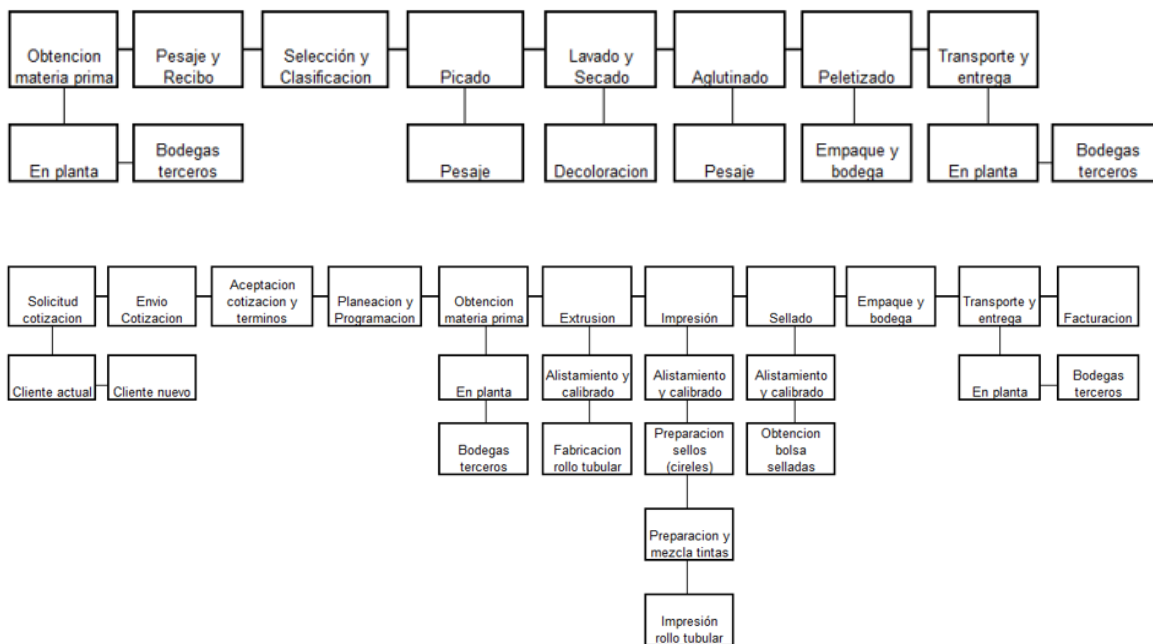 Obtencion
materia prima
Pesaje y
Recibo
Selección y
Clasificacion
Picado
Lavado y
Secado
Aglutinado
Peletizado
Transporte y
entrega
En planta
Bodegas
terceros
Pesaje
Decoloracion
Pesaje
Empaque y
bodega
En planta
Bodegas
terceros
Solicitud
cotizacion
Envio
Cotizacion
Aceptacion
cotizacion y
terminos
Planeacion y
Programacion
Obtencion
materia prima
Extrusion
Impresión
Sellado
Empaque y
bodega
Transporte y
entrega
Facturacion
Cliente actual
Cliente nuevo
En planta
Alistamiento y
calibrado
Alistamiento
y calibrado
Alistamiento
y calibrado
En planta
Bodegas
terceros
Bodegas
terceros
Fabricacion
rollo tubular
Preparacion
sellos
(cireles)
Obtencion
bolsa
selladas
Preparacion y
mezcla tintas
Impresión
rollo tubular